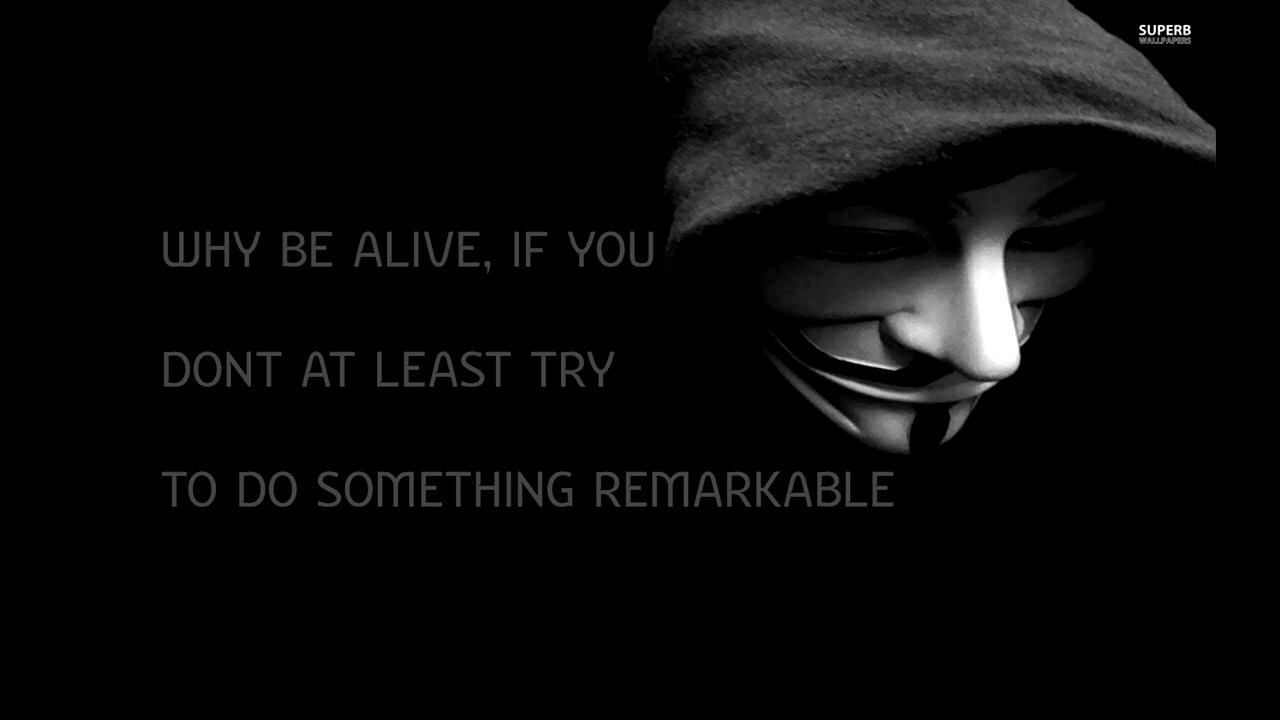 SUPERB
WALLPAPERS
WHY BE ALIVE, IF YOU
DONT AT LEAST TRY
TO DO SOMETHING REMARKABLE